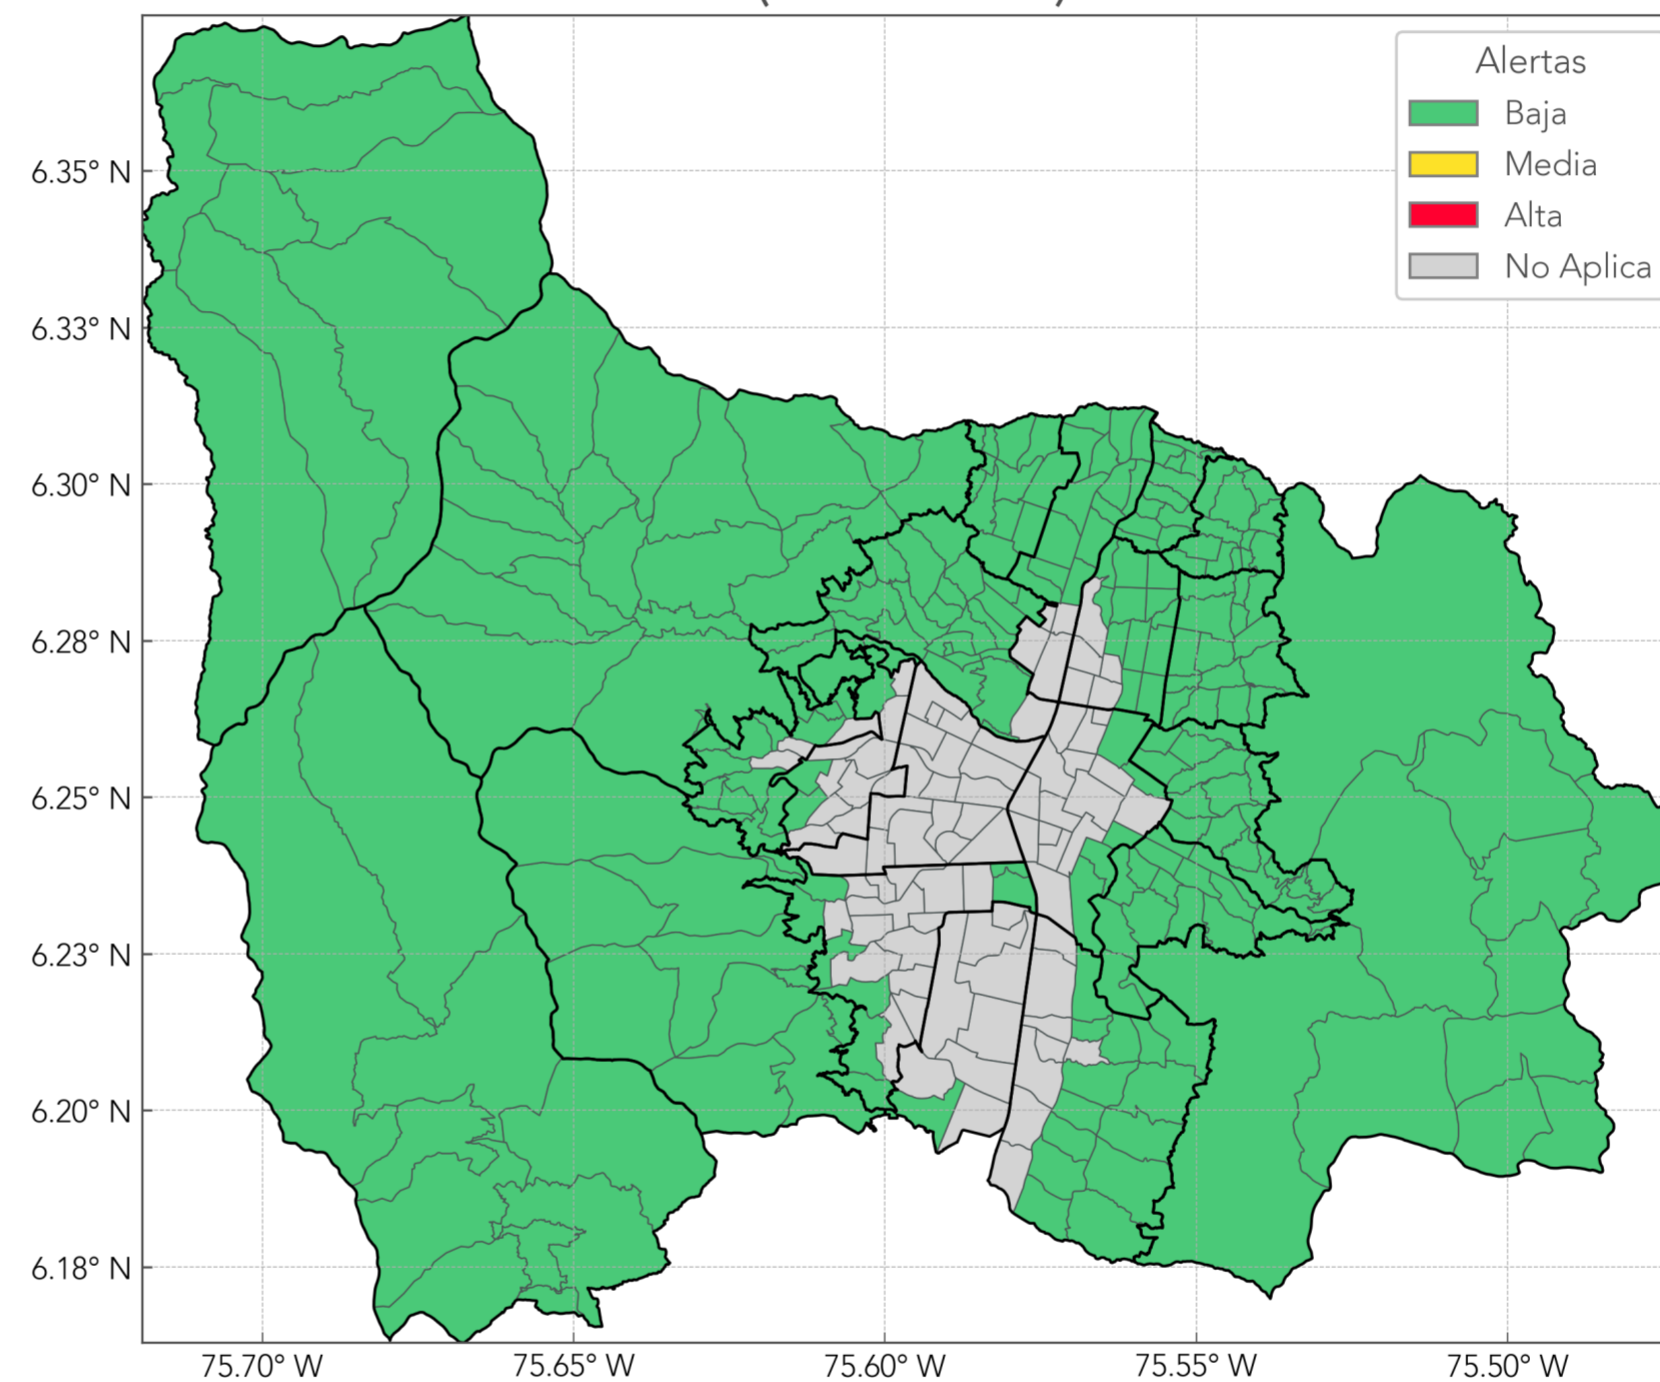 Alertas
Baja
Media
Alta
No Aplica
6.35° N
6.33° N
6.30° N
6.28° N
6.25° N
6.23° N
6.20° N
6.18° N
75.70° W 75.65° W 75.60° W 75.55° W 75.50° W